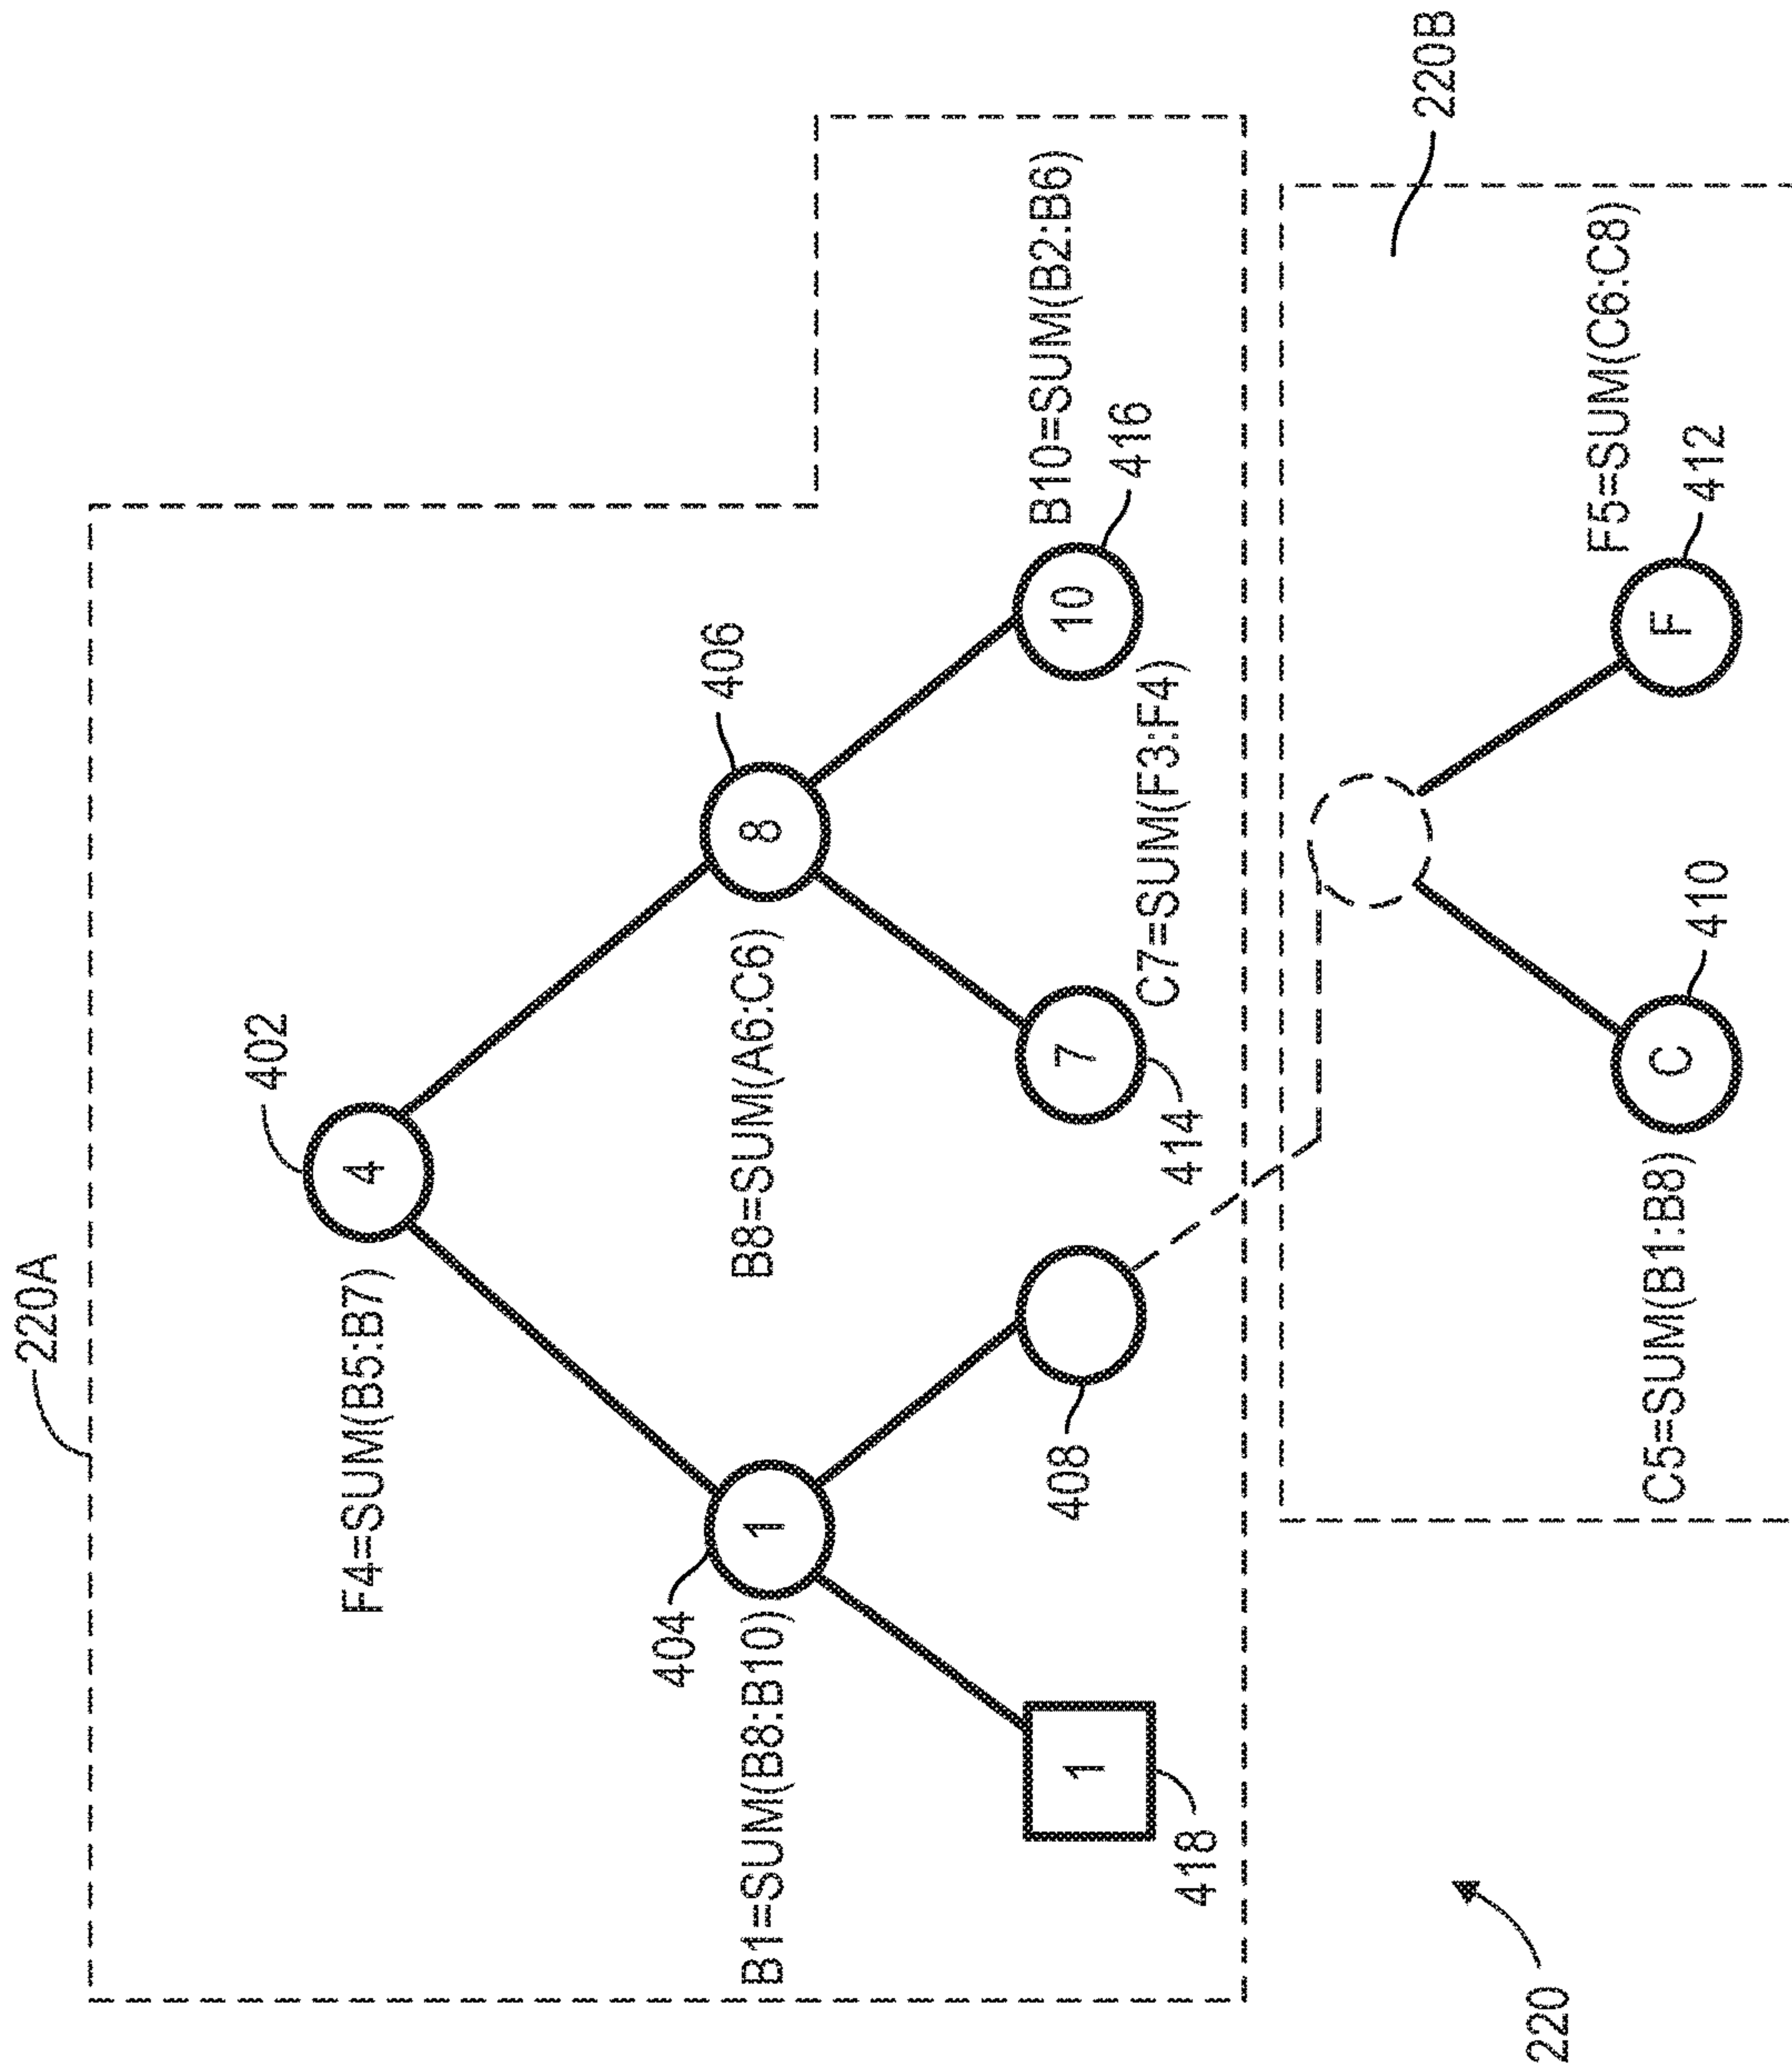 220A
402
4
F4=SUM(B5:B7)
406
8
B8=SUM(A6:C6)
404
1
B1=SUM(B8:B10)
B10=SUM(B2:B6)
416
10
7
414
C7=SUM(F3:F4)
408
1
418
220B
F5=SUM(C6:C8)
412
F
410
C
C5=SUM(B1:B8)
220